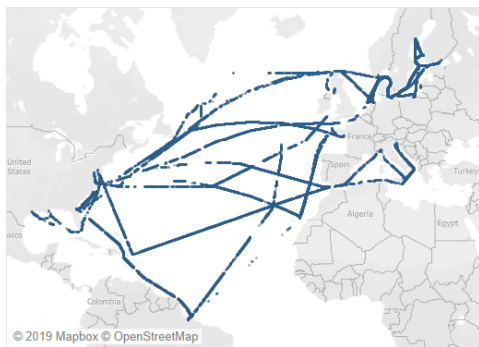 United
States
France
Spain
Turkey
Algeria
Egypt
Colombia
© 2019 Mapbox © OpenStreetMap